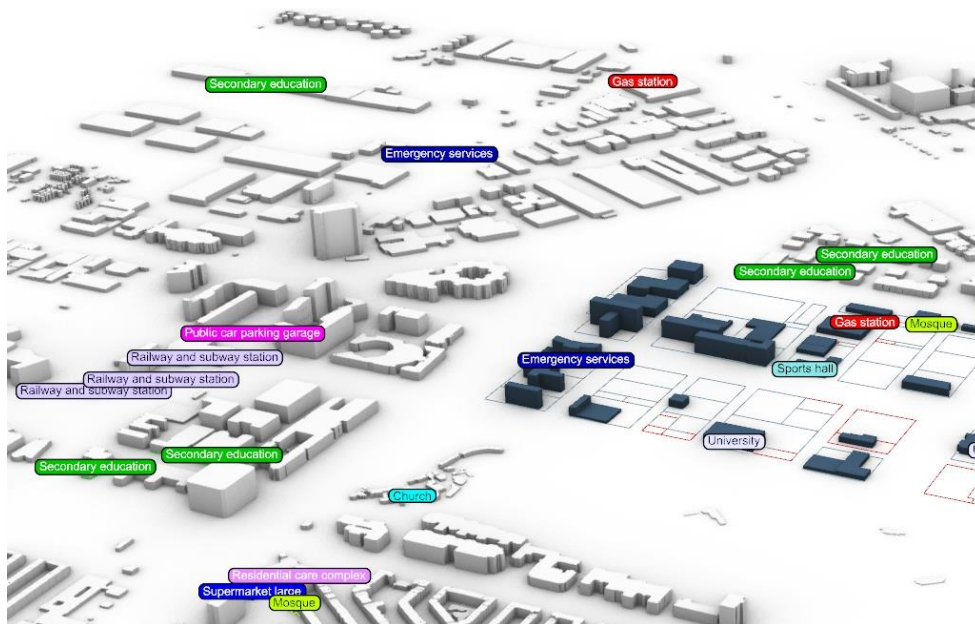 Secondary education
Gas station
Emergency services
Secondary education
Secondary education
Gas station
Mosque
Public car parking garage
Railway and subway station
Emergency services
Sports hall
Railway and subway station
Railway and subway station
University
Secondary education
Secondary education
Church
Residential care complex
Supermarket large
Mosque